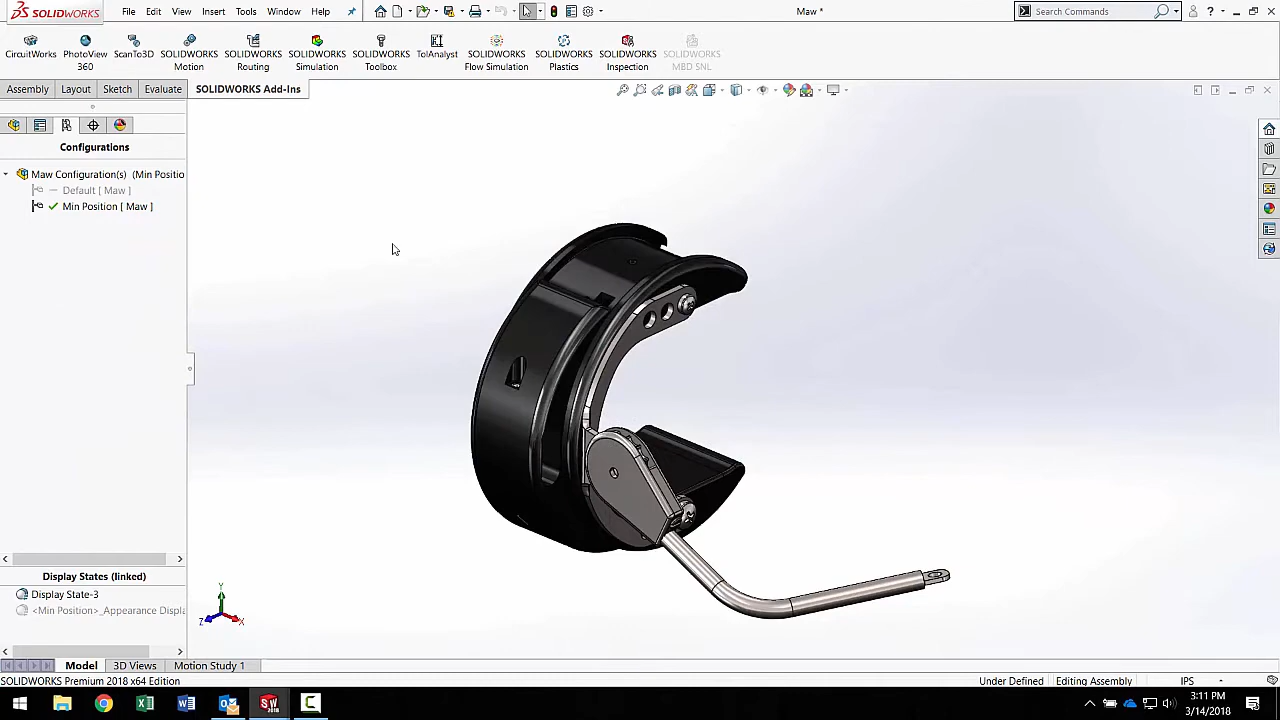 SOLIDWORKS File Edit View Insert Tools Window Help Maw * Search Commands ?
CircuitWorks PhotoView 360 ScanTo3D SOLIDWORKS Motion SOLIDWORKS Routing SOLIDWORKS Simulation SOLIDWORKS Toolbox TolAnalyst SOLIDWORKS Flow Simulation SOLIDWORKS Plastics SOLIDWORKS Inspection SOLIDWORKS MBD SNL
Assembly Layout Sketch Evaluate SOLIDWORKS Add-Ins
Configurations
Maw Configuration(s) (Min Positio
Default [ Maw ]
Min Position [ Maw ]
Display States (linked)
Display State-3
<Min Position>_Appearance Displa
Y
Z X
Model 3D Views Motion Study 1
SOLIDWORKS Premium 2018 x64 Edition Under Defined Editing Assembly IPS -
3:11 PM
3/14/2018